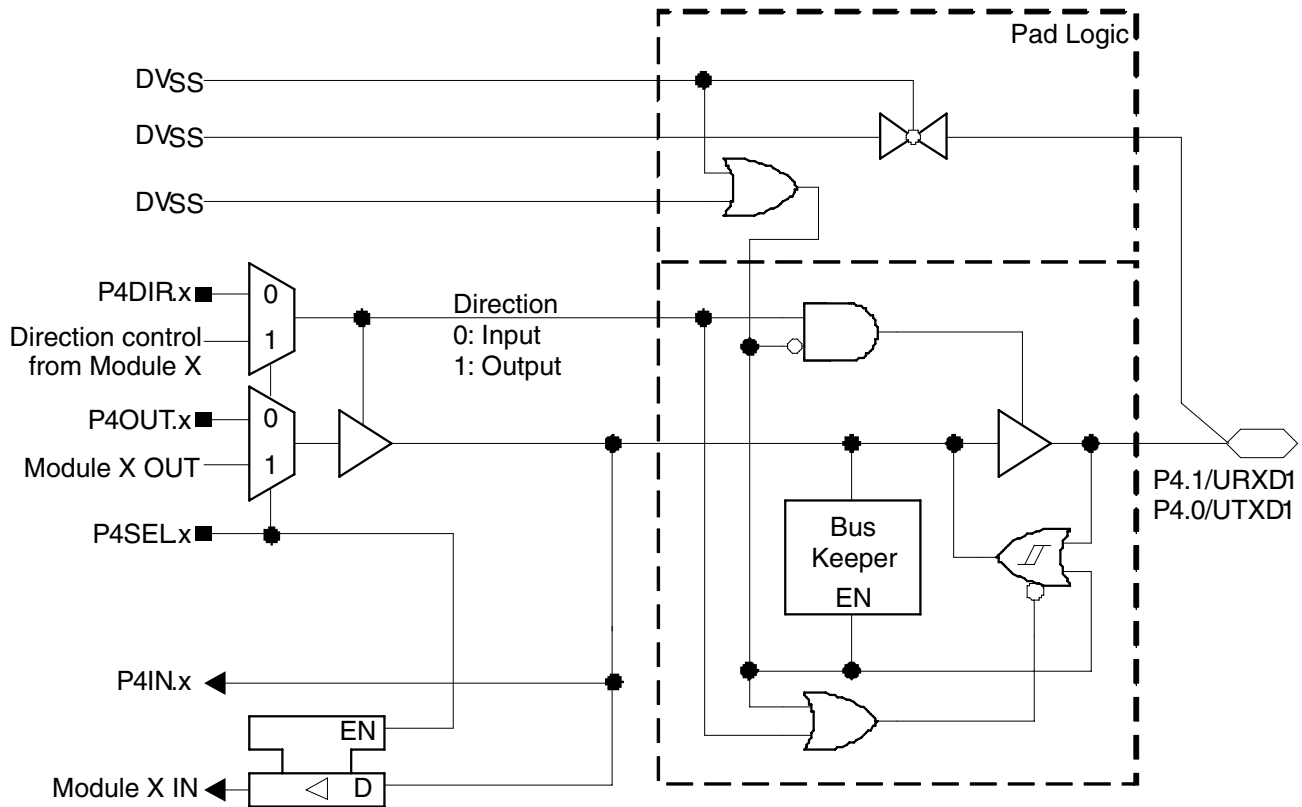 Pad Logic
DVSS
DVSS
DVSS
P4DIR.x
0
Direction control
from Module X
1
Direction
0: Input
1: Output
P4OUT.x
0
Module X OUT
1
P4SEL.x
P4.1/URXD1
P4.0/UTXD1
Bus
Keeper
EN
P4IN.x
EN
Module X IN
D